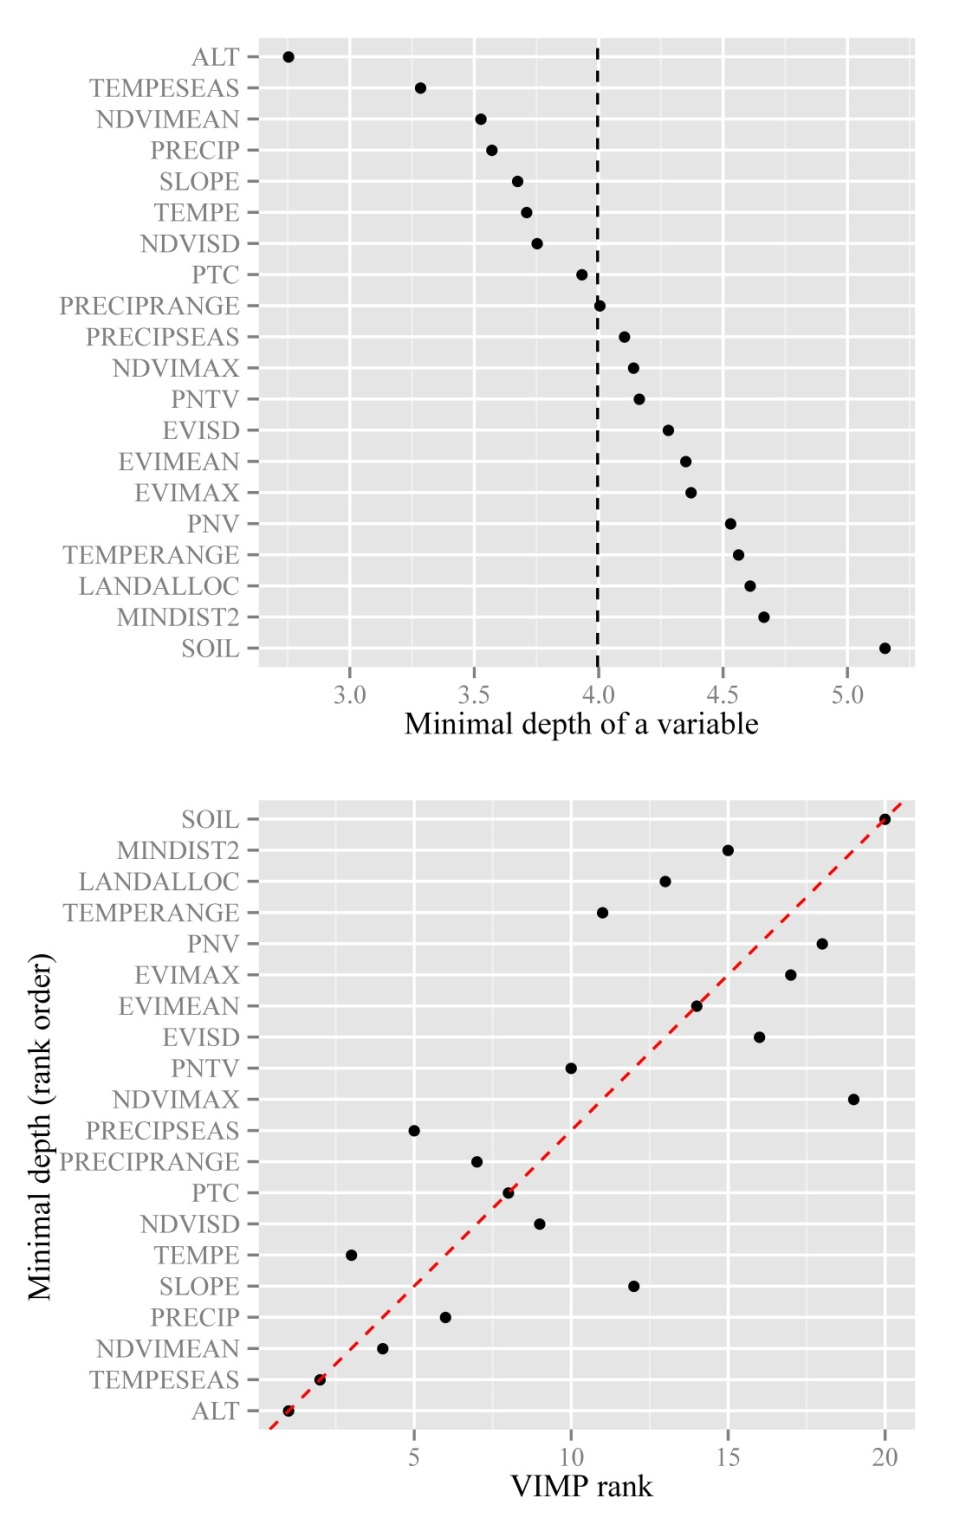 ALT
TEMPESEAS
NDVIMEAN
PRECIP
SLOPE
TEMPE
NDVISD
PTC
PRECIPRANGE
PRECIPSEAS
NDVIMAX
PNTV
EVISD
EVIMEAN
EVIMAX
PNV
TEMPERANGE
LANDALLOC
MINDIST2
SOIL
3.0 3.5 4.0 4.5 5.0
Minimal depth of a variable
Minimal depth (rank order)
SOIL
MINDIST2
LANDALLOC
TEMPERANGE
PNV
EVIMAX
EVIMEAN
EVISD
PNTV
NDVIMAX
PRECIPSEAS
PRECIPRANGE
PTC
NDVISD
TEMPE
SLOPE
PRECIP
NDVIMEAN
TEMPESEAS
ALT
5 10 15 20
VIMP rank